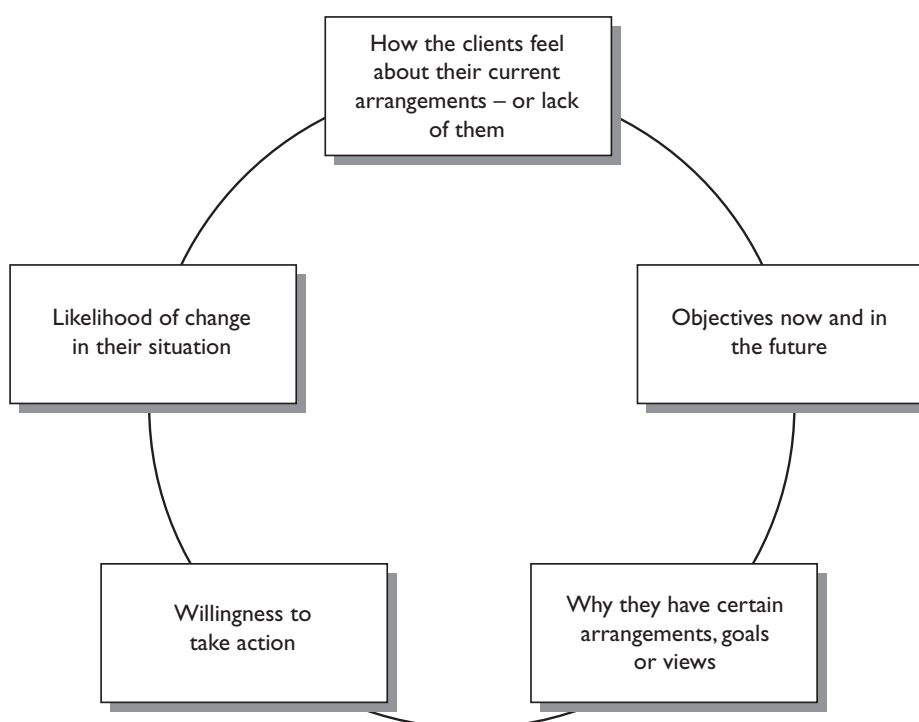 How the clients feel
about their current
arrangements – or lack
of them
Likelihood of change
in their situation
Objectives now and in
the future
Willingness to
take action
Why they have certain
arrangements, goals
or views